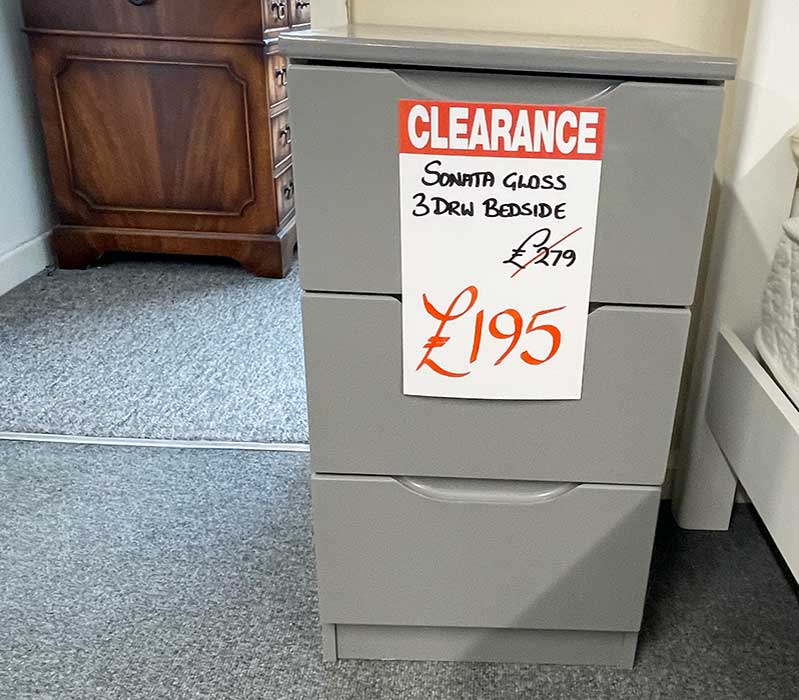 CLEARANCE
SONATA GLOSS
3 DRW BEDSIDE
£279
£195